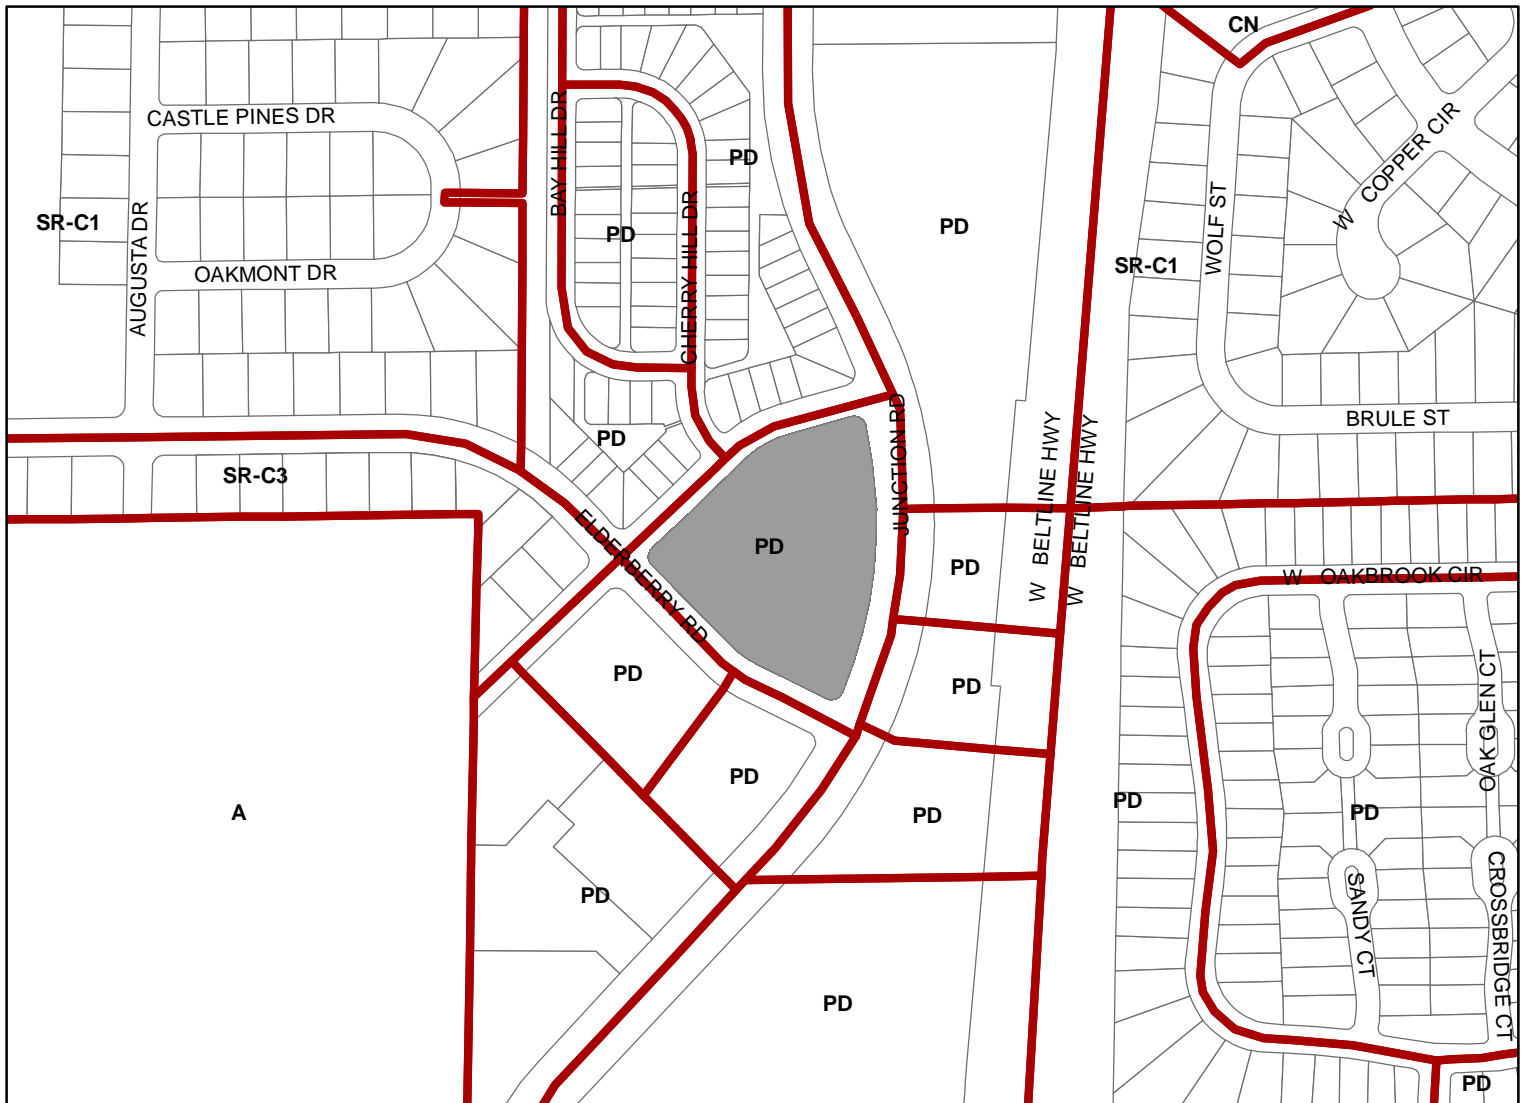 CN
CASTLE PINES DR
BAY HILL DR
PD
W COPPER CIR
SR-C1
AUGUSTA DR
PD
CHERRY HILL DR
PD
WOLF ST
SR-C1
OAKMONT DR
BRULE ST
PD
SR-C3
JUNCTION RD
W BELTLINE HWY
W BELTLINE HWY
ELDERBERRY RD
PD
PD
W OAKBROOK CIR
PD
PD
OAK GLEN CT
PD
PD
PD
PD
A
PD
SANDY CT
CROSSBRIDGE CT
PD
PD